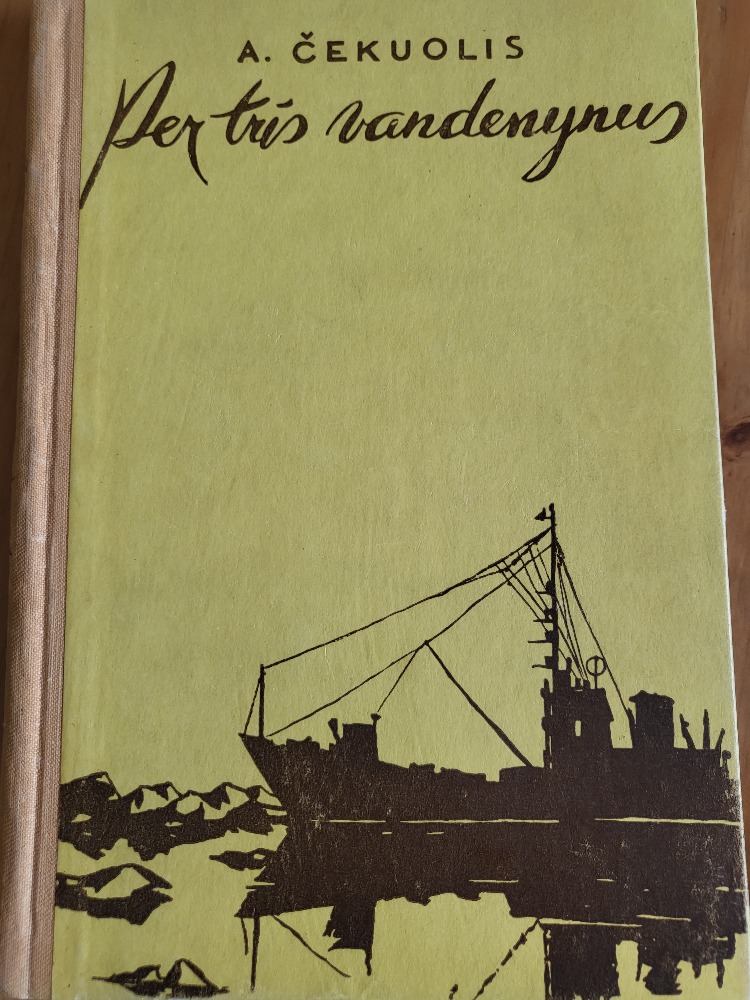 A. ČEKUOLIS
Per tris vandenynus